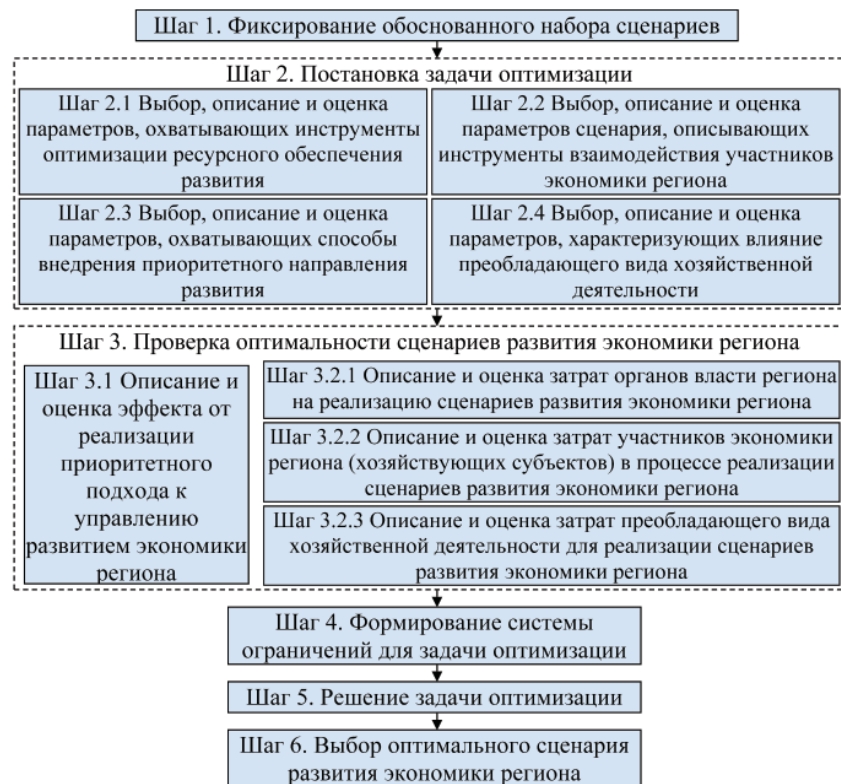 Шаг 1. Фиксирование обоснованного набора сценариев
Шаг 2. Постановка задачи оптимизации
Шаг 2.1 Выбор, описание и оценка
параметров, охватывающих инструменты
оптимизации ресурсного обеспечения
развития
Шаг 2.2 Выбор, описание и оценка
параметров сценария, описывающих
инструменты взаимодействия участников
экономики региона
Шаг 2.3 Выбор, описание и оценка
параметров, охватывающих способы
внедрения приоритетного направления
развития
Шаг 2.4 Выбор, описание и оценка
параметров, характеризующих влияние
преобладающего вида хозяйственной
деятельности
Шаг 3. Проверка оптимальности сценариев развития экономики региона
Шаг 3.1 Описание и
оценка эффекта от
реализации
приоритетного
подхода к
управлению
развитием экономики
региона
Шаг 3.2.1 Описание и оценка затрат органов власти региона
на реализацию сценариев развития экономики региона
Шаг 3.2.2 Описание и оценка затрат участников экономики
региона (хозяйствующих субъектов) в процессе реализации
сценариев развития экономики региона
Шаг 3.2.3 Описание и оценка затрат преобладающего вида
хозяйственной деятельности для реализации сценариев
развития экономики региона
Шаг 4. Формирование системы
ограничений для задачи оптимизации
Шаг 5. Решение задачи оптимизации
Шаг 6. Выбор оптимального сценария
развития экономики региона